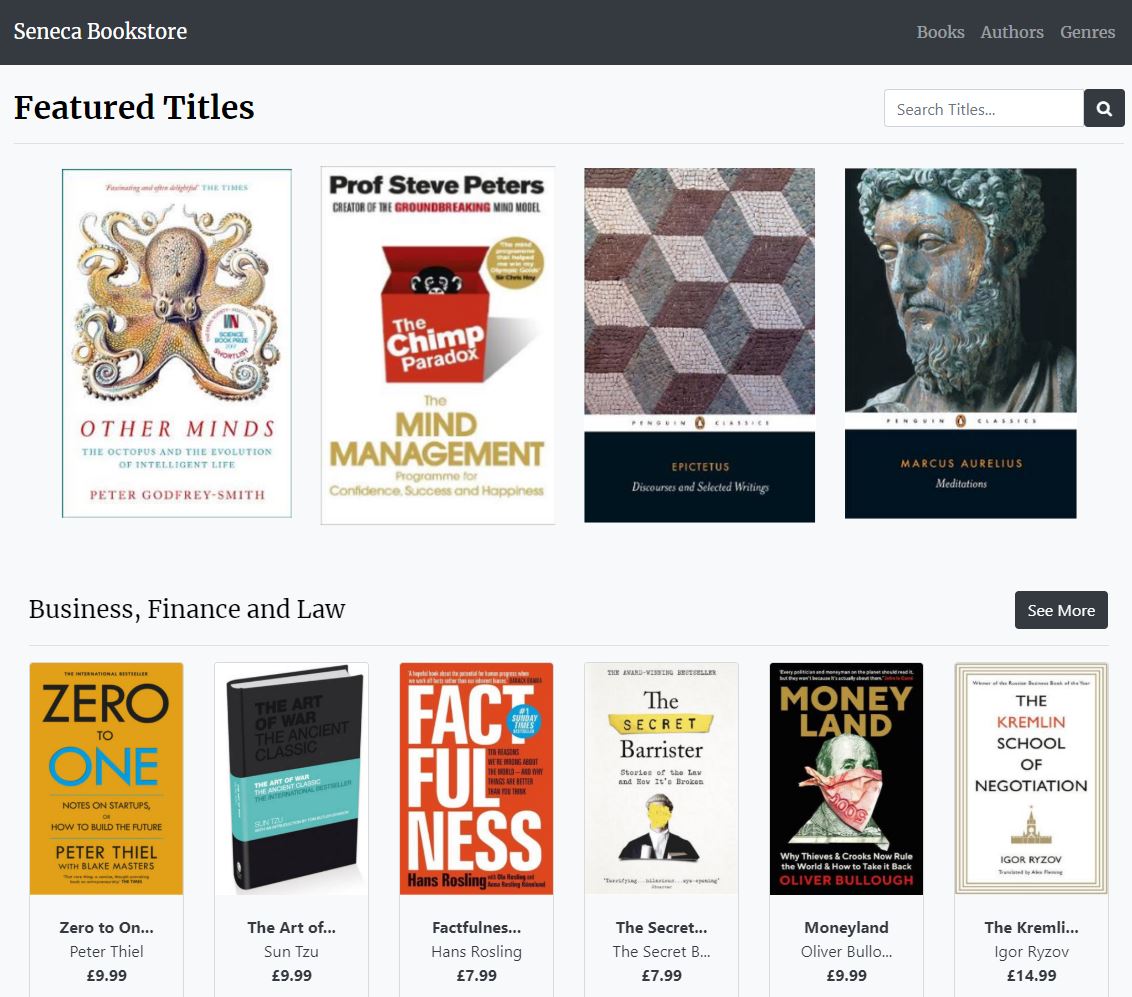 Seneca Bookstore
Books Authors Genres
Featured Titles
Search Titles...
'Fascinating and often delightful' THE TIMES
SCIENCE
BOOK PRIZE
2017
SHORTLIST
OTHER MINDS
THE OCTOPUS AND THE EVOLUTION
OF INTELLIGENT LIFE
PETER GODFREY-SMITH
Prof Steve Peters
CREATOR OF THE GROUNDBREAKING MIND MODEL
'The mind
programme that
helped me
win my
Olympic Golds'
Sir Chris Hoy
The
Chimp
Paradox
The
MIND
MANAGEMENT
Programme for
Confidence, Success and Happiness
PENGUIN CLASSICS
EPICTETUS
Discourses and Selected Writings
PENGUIN CLASSICS
MARCUS AURELIUS
Meditations
Business, Finance and Law
See More
THE INTERNATIONAL BESTSELLER
ZERO
TO
ONE
NOTES ON STARTUPS,
OR
HOW TO BUILD THE FUTURE
PETER THIEL
WITH BLAKE MASTERS
THE ART
OF WAR
THE ANCIENT
CLASSIC
THE ART OF WAR
THE ANCIENT CLASSIC
THE INTERNATIONAL BESTSELLER
SUN TZU
'A hopeful book about the potential for human progress when
we work off facts rather than our inherent biases.' BARACK OBAMA
FACT
FUL
NESS
#1
SUNDAY
TIMES
BESTSELLER
TEN REASONS
WE'RE WRONG ABOUT
THE WORLD – AND WHY
THINGS ARE BETTER
THAN YOU THINK
Hans Rosling with Ola Rosling and
Anna Rosling Rönnlund
THE AWARD-WINNING BESTSELLER
The
SECRET
Barrister
Stories of the Law
and How It's Broken
'Terrifying...hilarious...eye-opening'
Observer
'Every politician and moneyman on the planet should read it,
but they won't because it's actually about them.' John le Carré
MONEY
LAND
Why Thieves & Crooks Now Rule
the World & How to Take it Back
OLIVER BULLOUGH
Winner of the Russian Business Book of the Year
THE
KREMLIN
SCHOOL
OF
NEGOTIATION
IGOR RYZOV
Translated by Alex Fleming
Zero to On...
Peter Thiel
£9.99
The Art of...
Sun Tzu
£9.99
Factfulnes...
Hans Rosling
£7.99
The Secret...
The Secret B...
£7.99
Moneyland
Oliver Bullo...
£9.99
The Kremli...
Igor Ryzov
£14.99